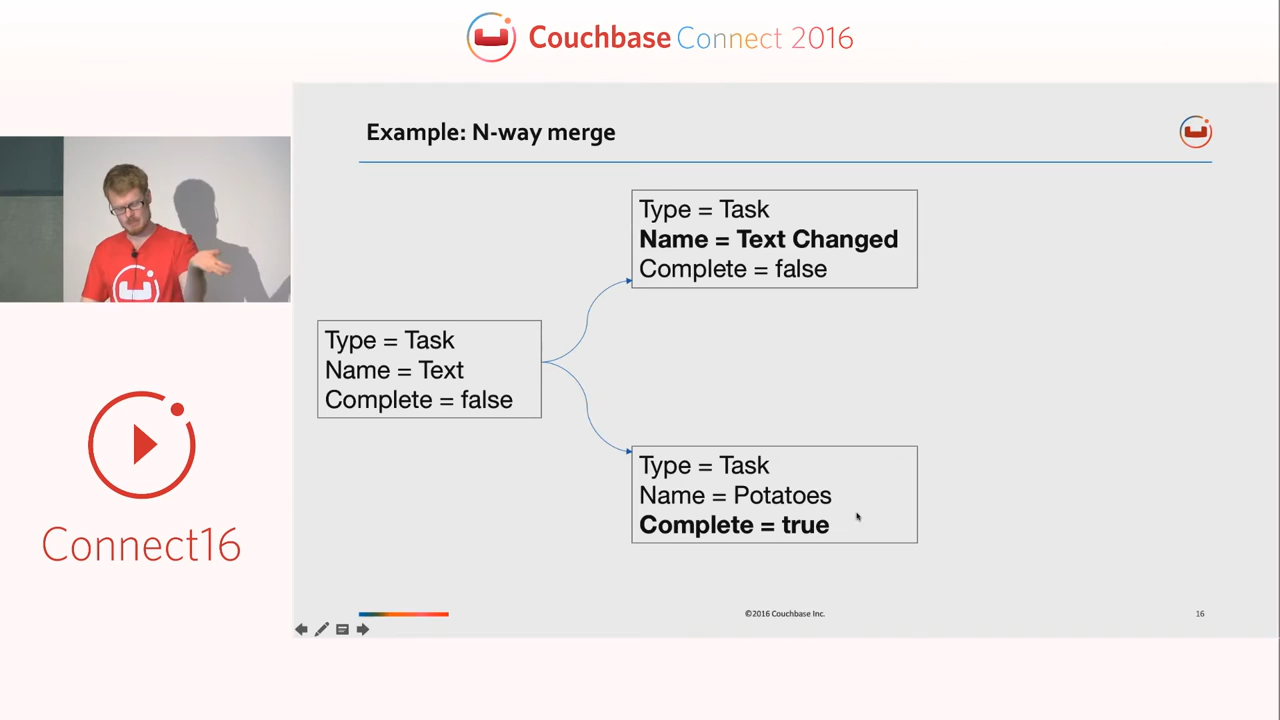 Couchbase Connect 2016
Example: N-way merge
Type = Task
Name = Text Changed
Complete = false
Type = Task
Name = Text
Complete = false
Type = Task
Name = Potatoes
Complete = true
Connect16
©2016 Couchbase Inc.
16